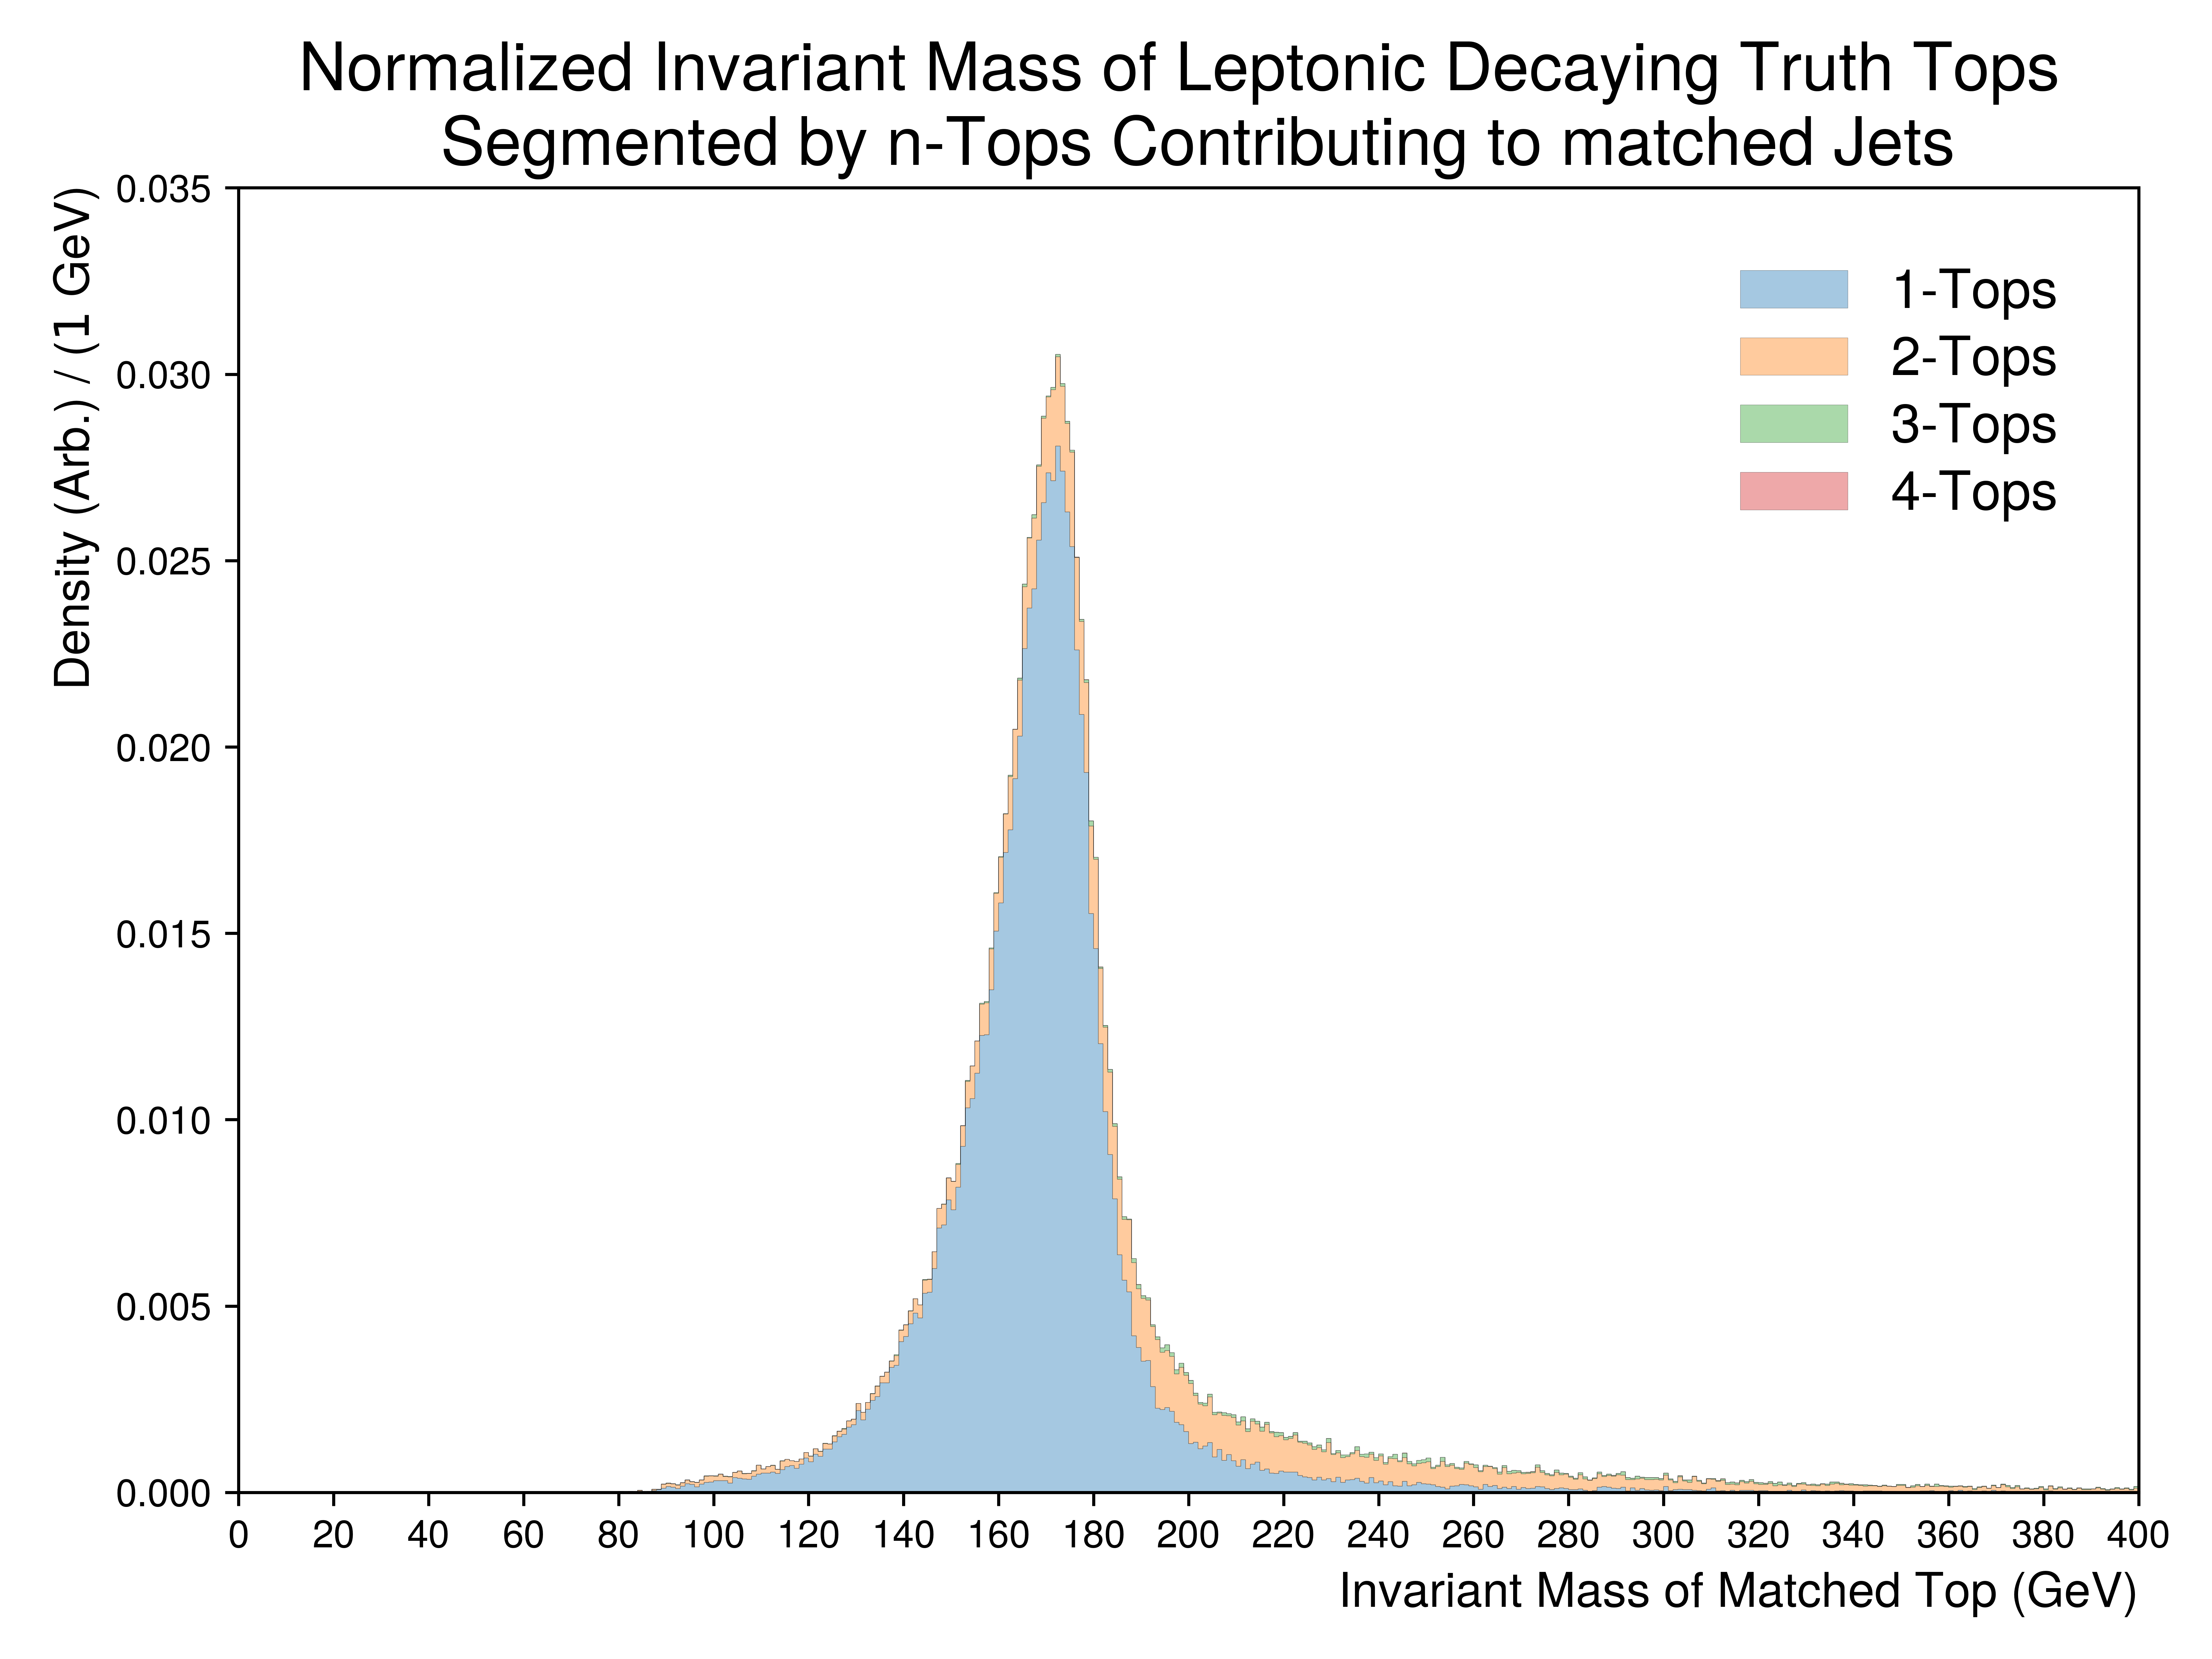 Normalized Invariant Mass of Leptonic Decaying Truth Tops
Segmented by n-Tops Contributing to matched Jets
Density (Arb.) / (1 GeV)
0.035
0.030
0.025
0.020
0.015
0.010
0.005
0.000
1-Tops
2-Tops
3-Tops
4-Tops
0 20 40 60 80 100 120 140 160 180 200 220 240 260 280 300 320 340 360 380 400
Invariant Mass of Matched Top (GeV)